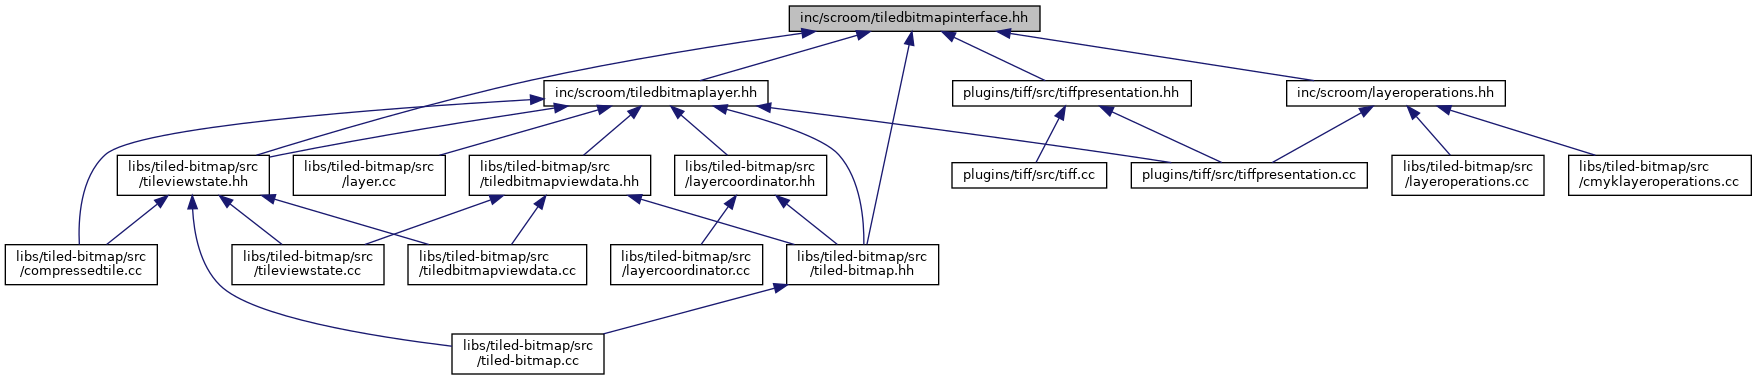 inc/scroom/tiledbitmapinterface.hh
inc/scroom/tiledbitmaplayer.hh
plugins/tiff/src/tiffpresentation.hh
inc/scroom/layeroperations.hh
libs/tiled-bitmap/src
/tileviewstate.hh
libs/tiled-bitmap/src
/layer.cc
libs/tiled-bitmap/src
/tiledbitmapviewdata.hh
libs/tiled-bitmap/src
/layercoordinator.hh
plugins/tiff/src/tiff.cc
plugins/tiff/src/tiffpresentation.cc
libs/tiled-bitmap/src
/layeroperations.cc
libs/tiled-bitmap/src
/cmyklayeroperations.cc
libs/tiled-bitmap/src
/compressedtile.cc
libs/tiled-bitmap/src
/tileviewstate.cc
libs/tiled-bitmap/src
/tiledbitmapviewdata.cc
libs/tiled-bitmap/src
/layercoordinator.cc
libs/tiled-bitmap/src
/tiled-bitmap.hh
libs/tiled-bitmap/src
/tiled-bitmap.cc